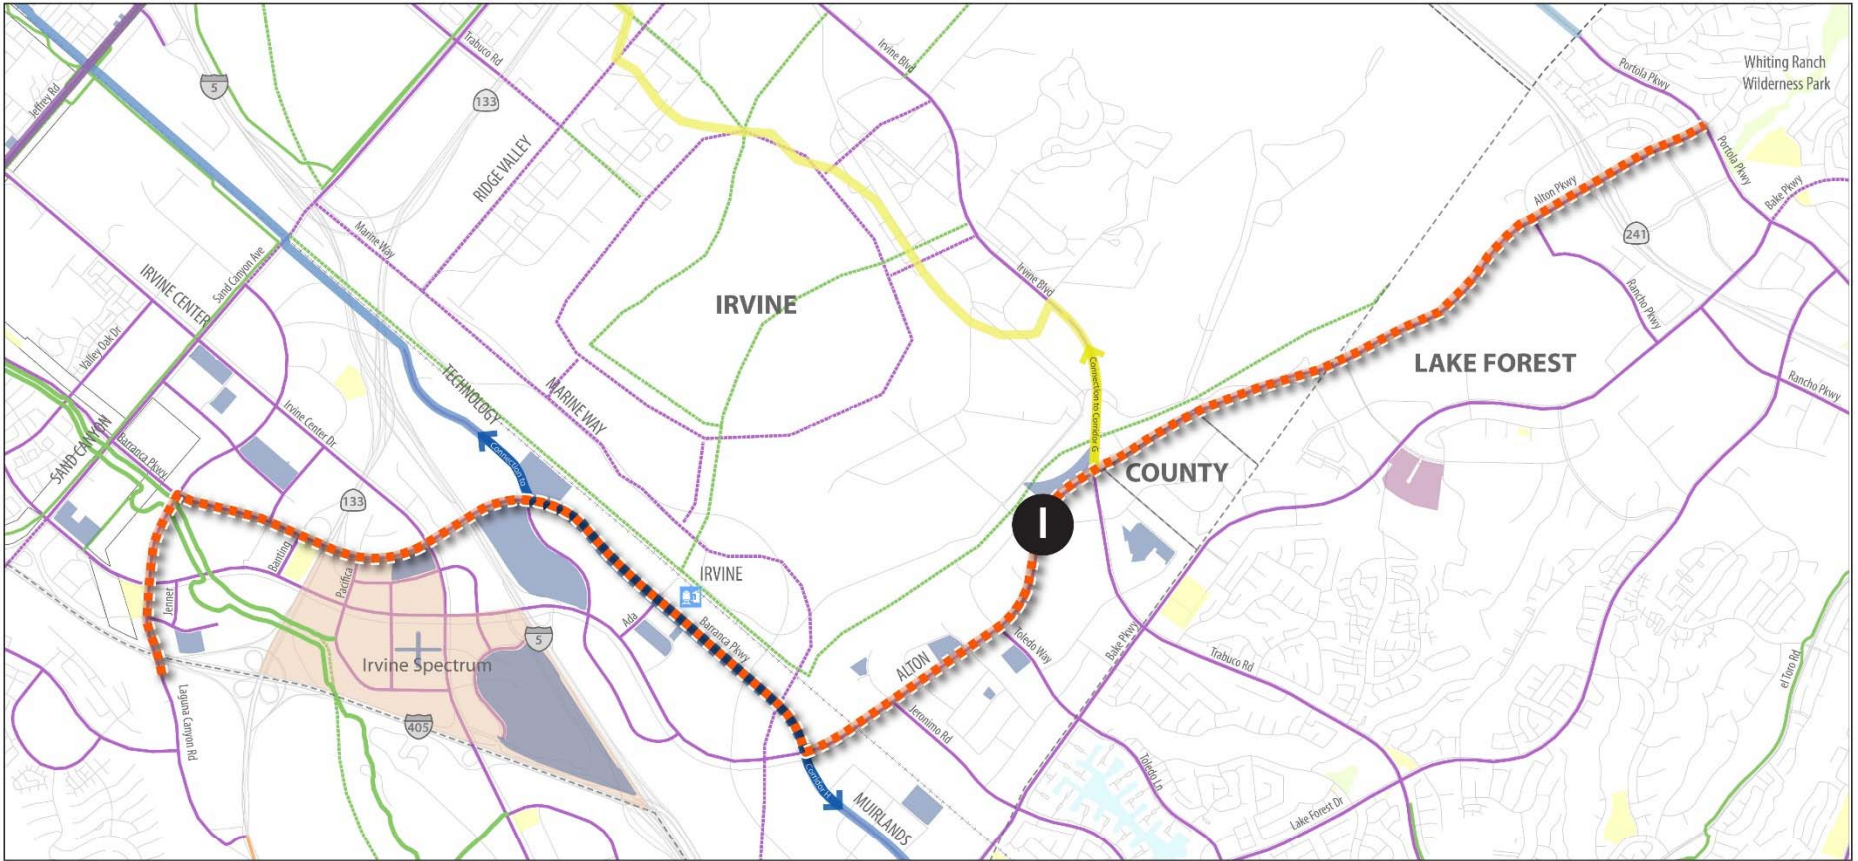 Jeffrey Rd
5
Trabuco Rd
133
Irvine Blvd
Portola Pkwy
Whiting Ranch
Wilderness Park
RIDGE VALLEY
Portola Pkwy
Bake Pkwy
Alton Pkwy
241
Marine Way
Sand Canyon Ave
IRVINE CENTER
Irvine Blvd
IRVINE
Rancho Pkwy
Valley Oak Dr
TECHNOLOGY
MARINE WAY
LAKE FOREST
Rancho Pkwy
Connection to Corridor G
Irvine Center Dr
SAND CANYON
Barranca Pkwy
Connection to
COUNTY
133
I
Banting
Pacifica
Jenner
IRVINE
Ada
Barranca Pkwy
5
Irvine Spectrum
ALTON
Toledo Way
Bake Pkwy
Trabuco Rd
el Toro Rd
Laguna Canyon Rd
405
Jeronimo Rd
Toledo Ln
Corridor H
MUIRLANDS
Lake Forest Dr